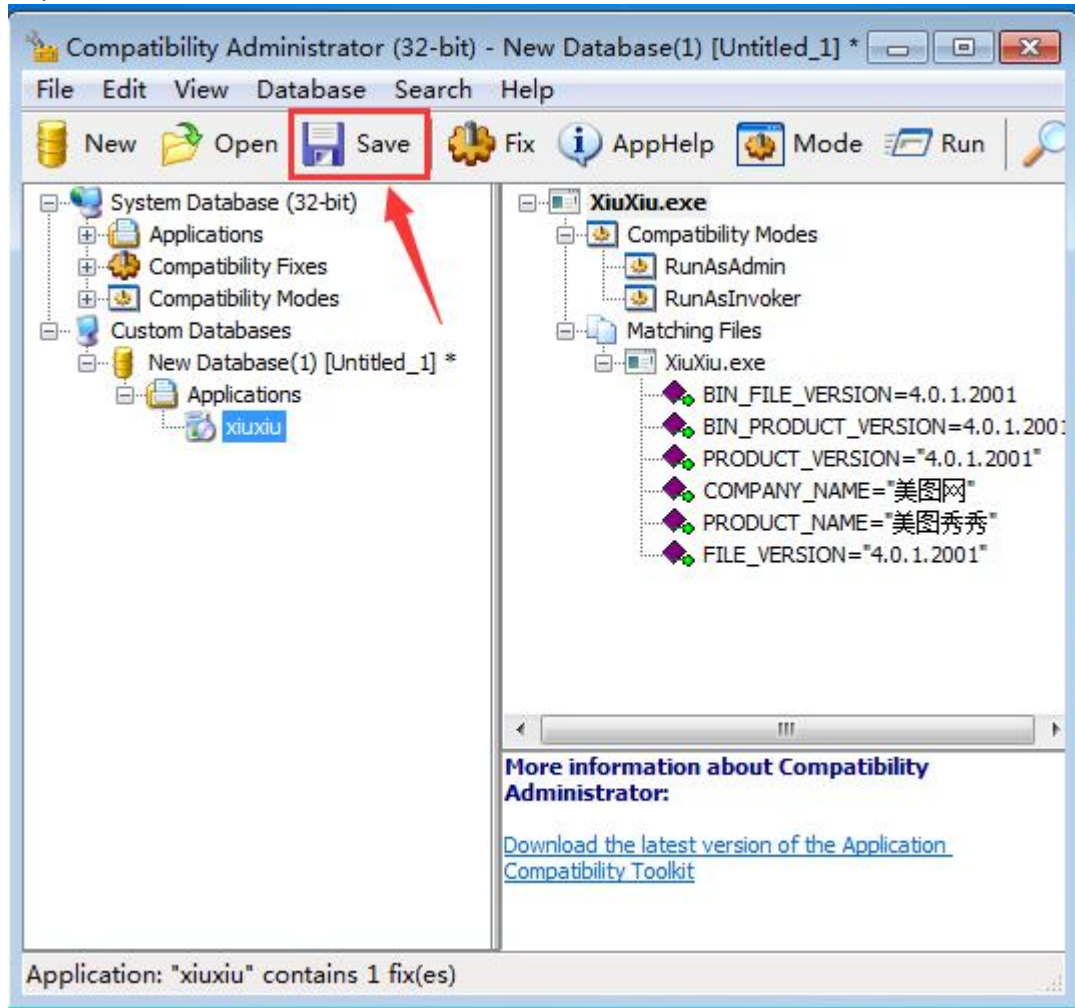 Compatibility Administrator (32-bit) - New Database(1) [Untitled_1] *
File Edit View Database Search Help
New Open Save Fix AppHelp Mode Run
System Database (32-bit)
Applications
Compatibility Fixes
Compatibility Modes
Custom Databases
New Database(1) [Untitled_1] *
Applications
xiuxiu
XiuXiu.exe
Compatibility Modes
RunAsAdmin
RunAsInvoker
Matching Files
XiuXiu.exe
BIN_FILE_VERSION=4.0.1.2001
BIN_PRODUCT_VERSION=4.0.1.2001
PRODUCT_VERSION="4.0.1.2001"
COMPANY_NAME="美图网"
PRODUCT_NAME="美图秀秀"
FILE_VERSION="4.0.1.2001"
More information about Compatibility
Administrator:
Download the latest version of the Application
Compatibility Toolkit
Application: "xiuxiu" contains 1 fix(es)